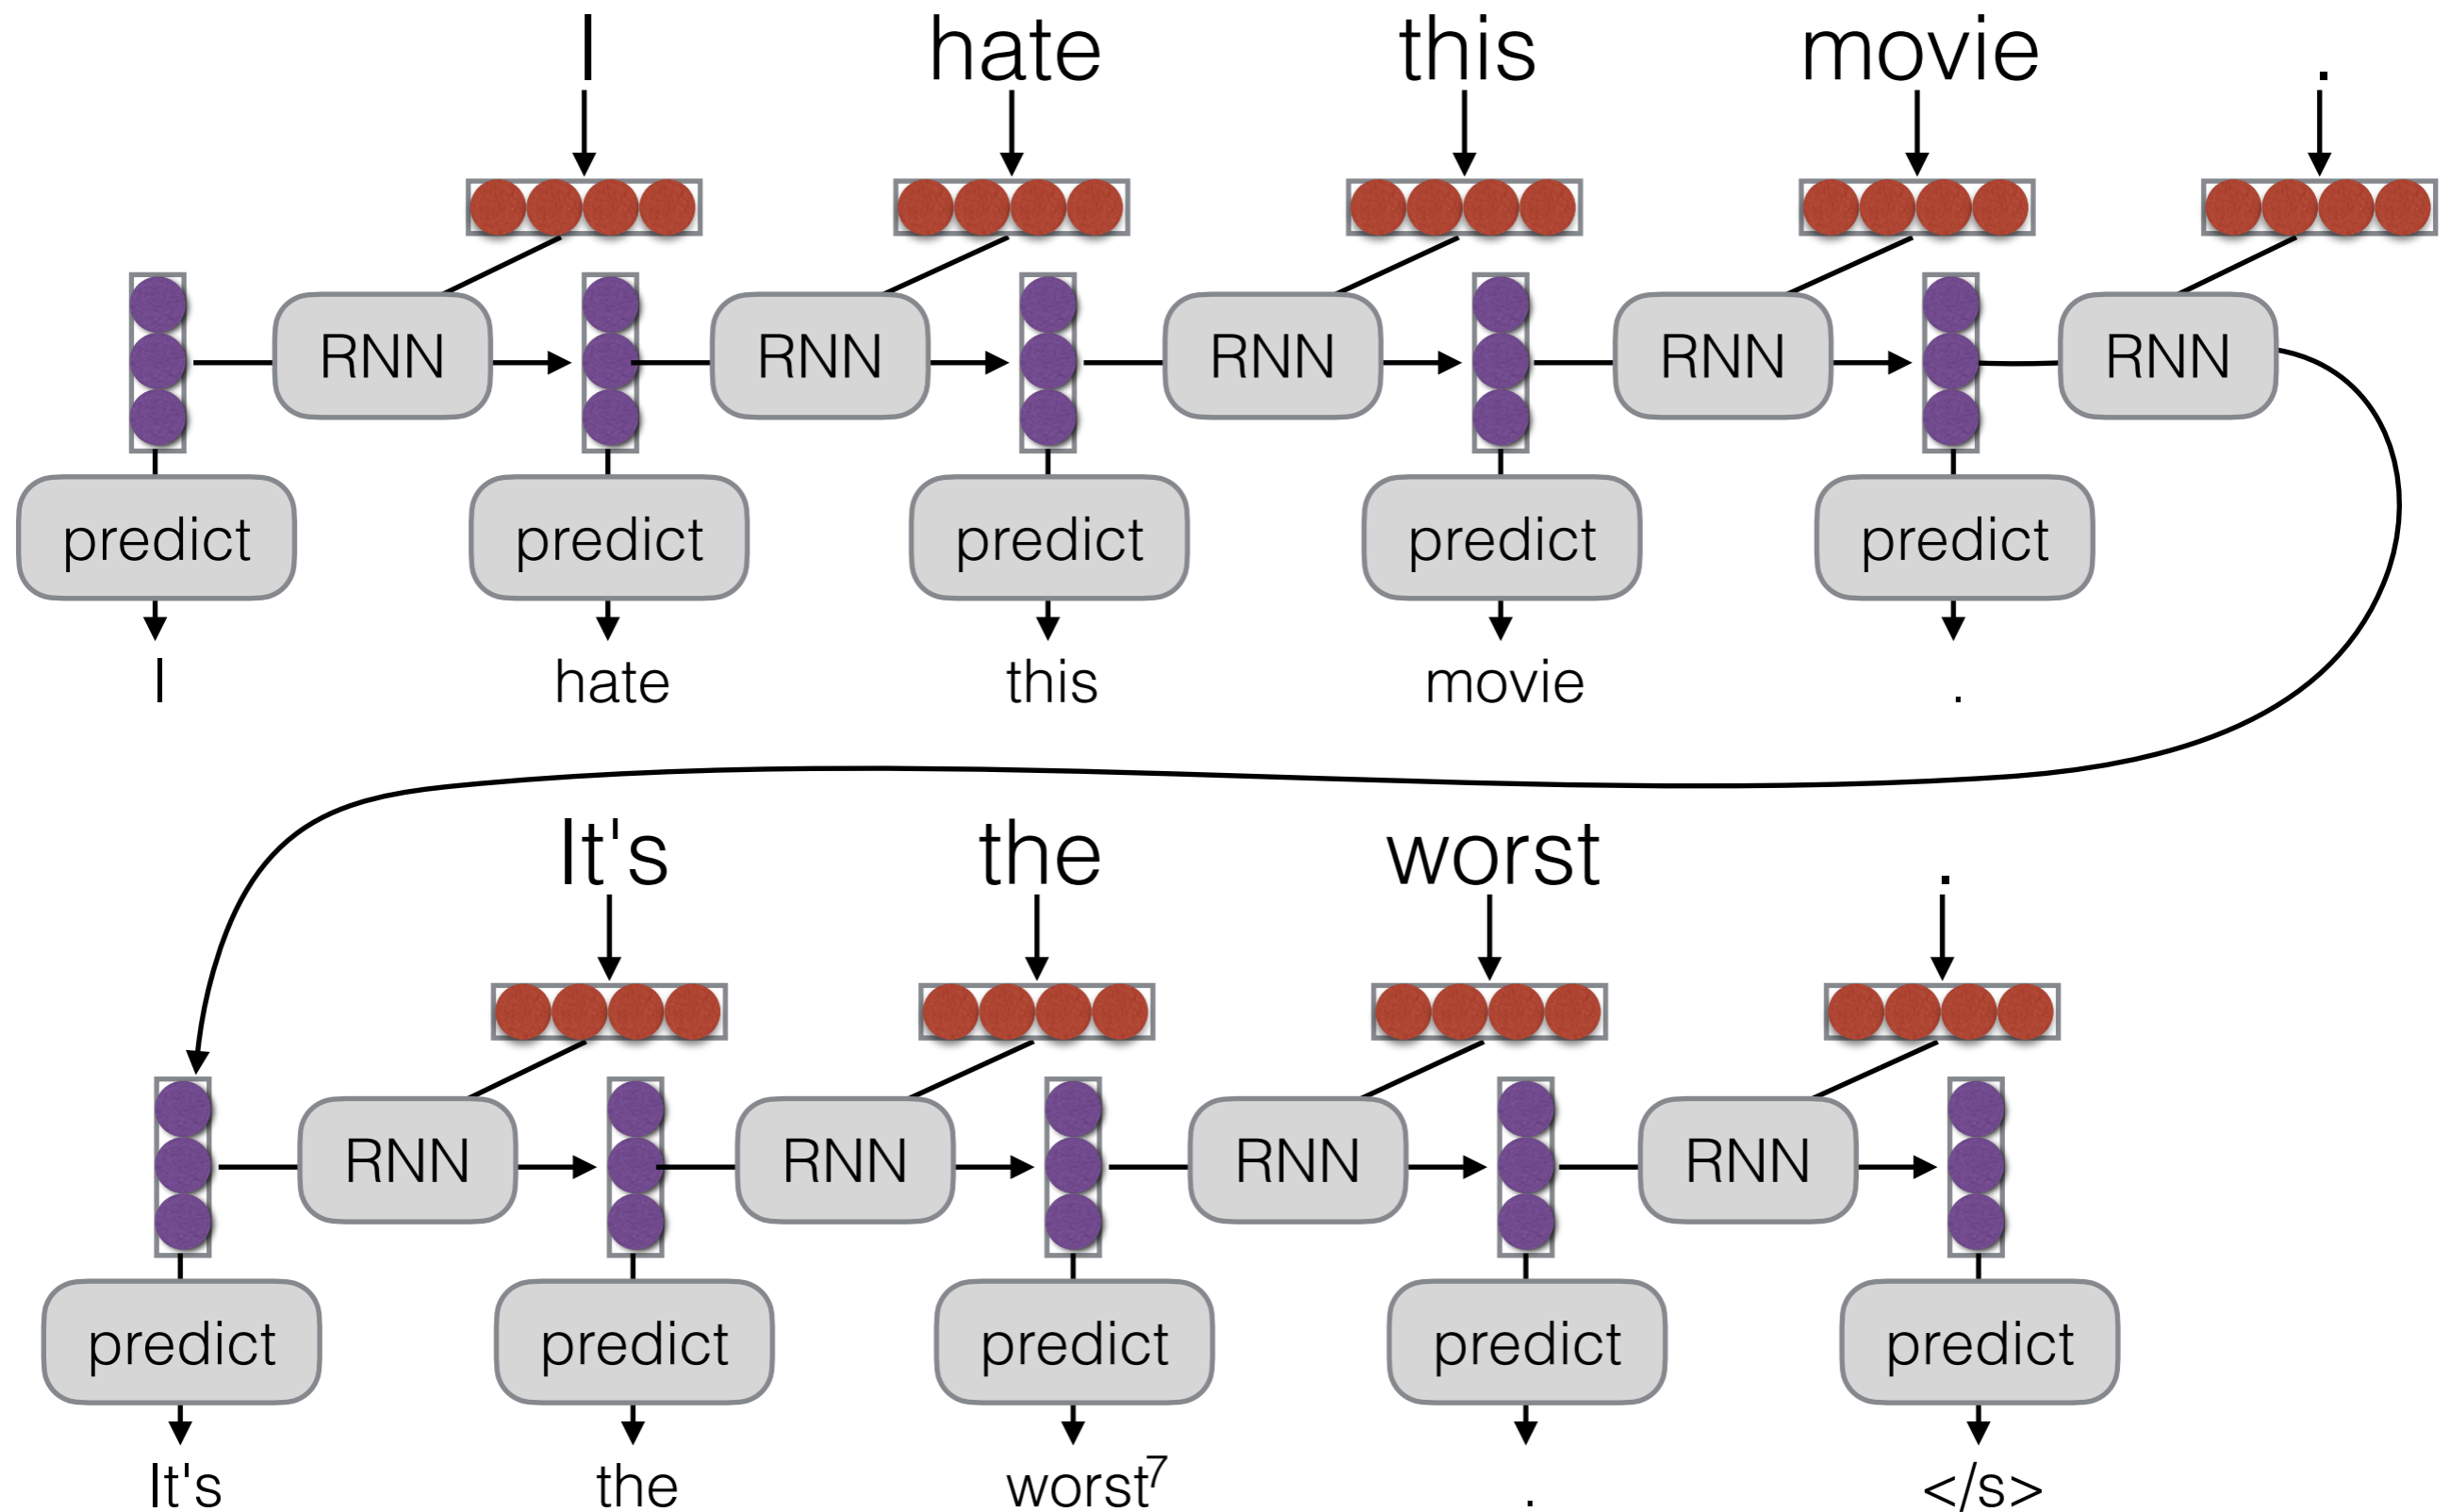 I hate this movie .
RNN RNN RNN RNN RNN
predict predict predict predict predict
I hate this movie .
It's the worst .
RNN RNN RNN RNN
predict predict predict predict predict
It's the worst7 . </s>